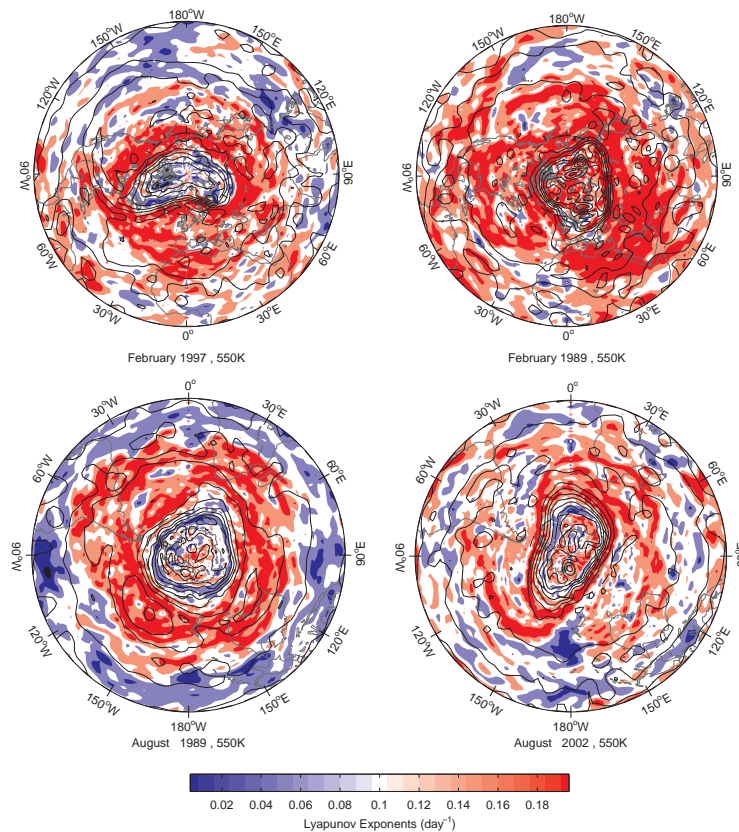 180°W
150°W
150°E
120°W
120°E
90°W
90°E
60°W
60°E
30°W
30°E
0°
February 1997 , 550K
180°W
150°W
150°E
120°W
120°E
90°W
90°E
60°W
60°E
30°W
30°E
0°
February 1989 , 550K
0°
30°W
30°E
60°W
60°E
90°W
90°E
120°W
120°E
150°W
150°E
180°W
August 1989 , 550K
0°
30°W
30°E
60°W
60°E
90°W
90°E
120°W
120°E
150°W
150°E
180°W
August 2002 , 550K
0.02 0.04 0.06 0.08 0.1 0.12 0.14 0.16 0.18
Lyapunov Exponents (day⁻¹)